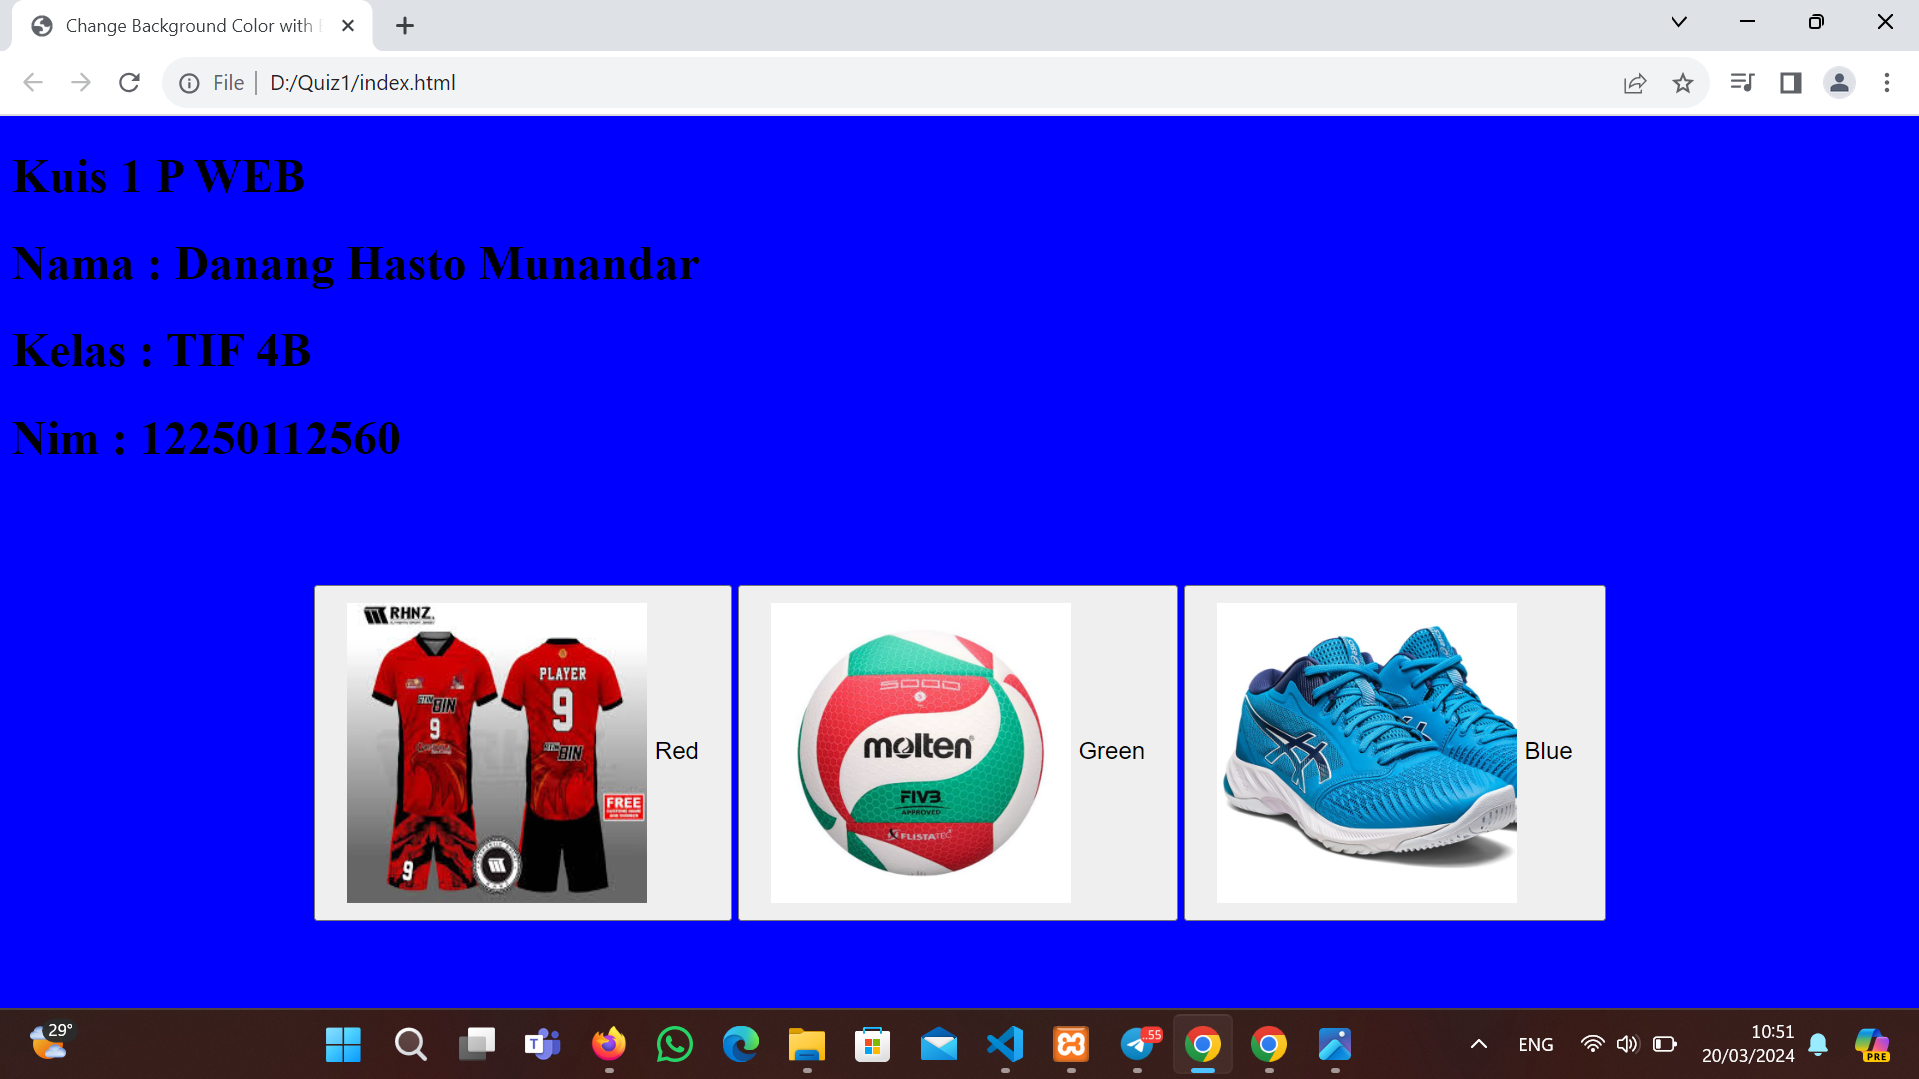 Change Background Color with
File
D:/Quiz1/index.html
Kuis 1 P WEB
Nama : Danang Hasto Munandar
Kelas : TIF 4B
Nim : 12250112560
RHNZ.
PLAYER
9
BIN
9
BIN
FREE
9
Red
5000
molten
FIVB
APPROVED
FLISTATEC
Green
Blue
29°
55
ENG
10:51
20/03/2024
PRE